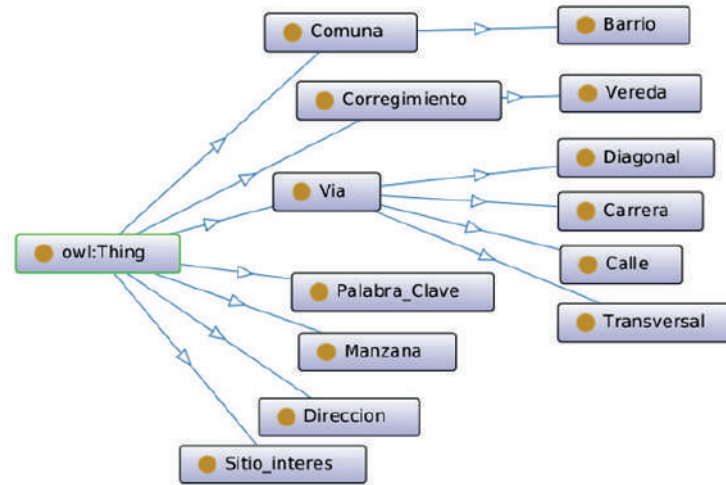 Comuna
Barrio
Corregimiento
Vereda
Diagonal
Via
Carrera
owl:Thing
Calle
Palabra_Clave
Transversal
Manzana
Direccion
Sitio_interes